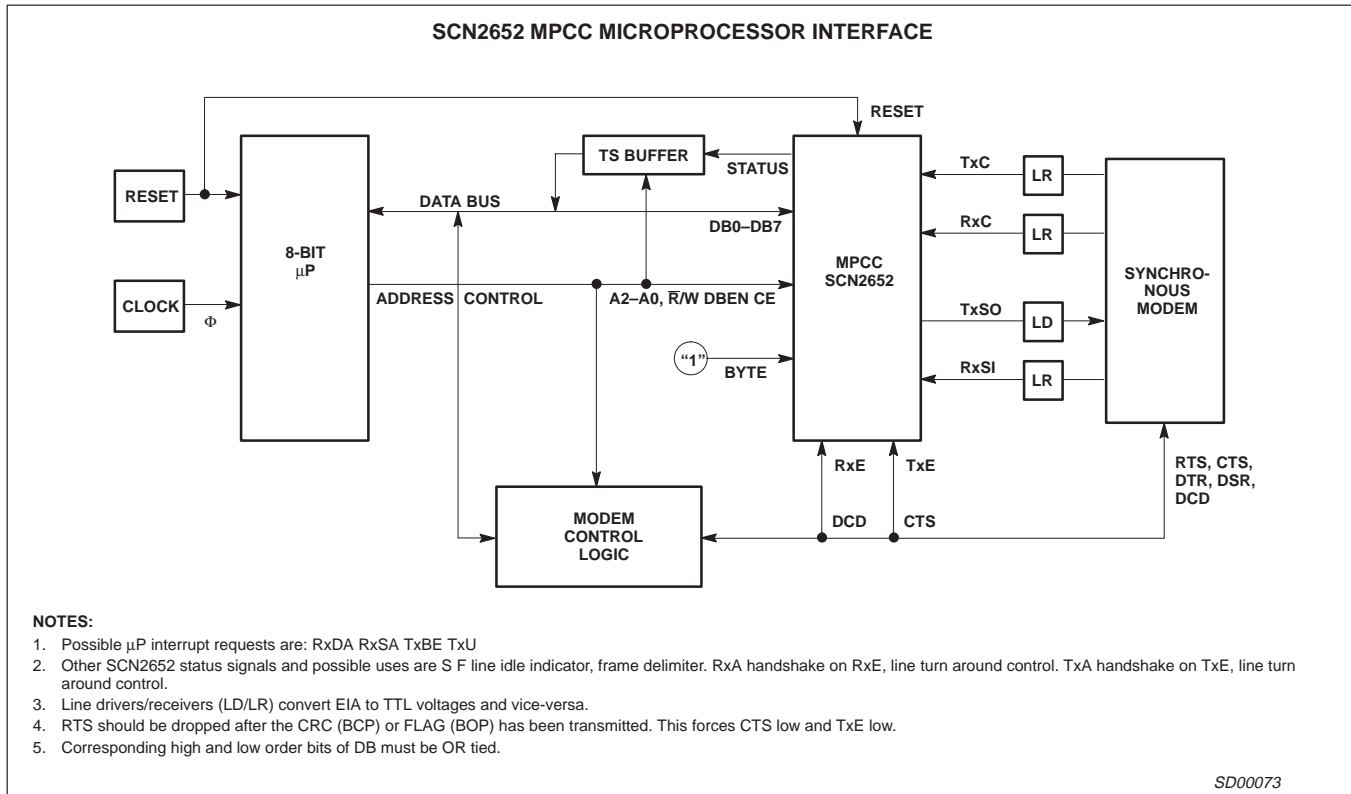 SCN2652 MPCC MICROPROCESSOR INTERFACE
RESET
TS BUFFER
STATUS
TxC
LR
RESET
DATA BUS
DB0–DB7
RxC
LR
8-BIT
μP
MPCC
SCN2652
SYNCHRO-
NOUS
MODEM
CLOCK
Φ
ADDRESS CONTROL
A2–A0, R̅/W DBEN CE
TxSO
LD
“1”
BYTE
RxSI
LR
RxE
TxE
RTS, CTS,
DTR, DSR,
DCD
MODEM
CONTROL
LOGIC
DCD
CTS
NOTES:
1. Possible μP interrupt requests are: RxDA RxSA TxBE TxU
2. Other SCN2652 status signals and possible uses are S F line idle indicator, frame delimiter. RxA handshake on RxE, line turn around control. TxA handshake on TxE, line turn
around control.
3. Line drivers/receivers (LD/LR) convert EIA to TTL voltages and vice-versa.
4. RTS should be dropped after the CRC (BCP) or FLAG (BOP) has been transmitted. This forces CTS low and TxE low.
5. Corresponding high and low order bits of DB must be OR tied.
SD00073